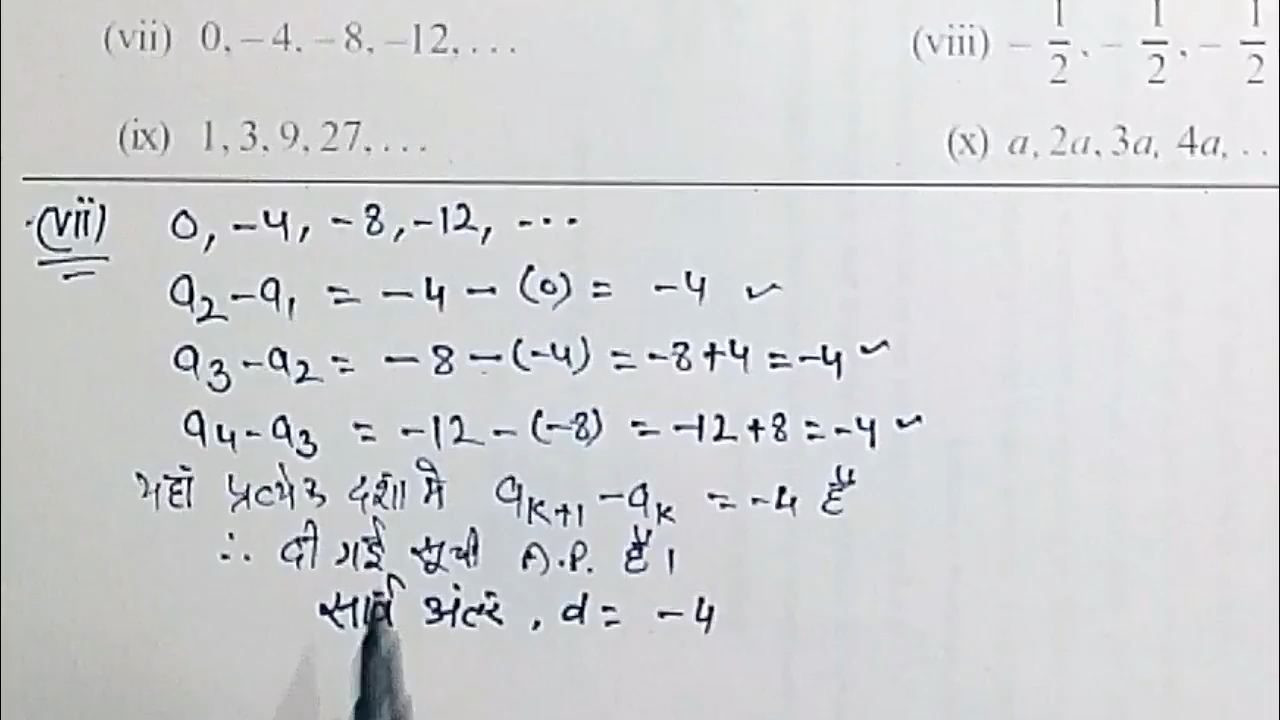 (vii) 0, – 4, – 8, –12, . . .
(viii) – 1/2, – 1/2, – 1/2
(ix) 1, 3, 9, 27, . . .
(x) a, 2a, 3a, 4a, . .
(vii) 0, -4, -8, -12, ...
a₂-a₁ = -4 - (0) = -4 ✓
a₃-a₂ = -8 -(-4) = -8+4 = -4 ✓
a₄-a₃ = -12 - (-8) = -12+8 = -4 ✓
यहाँ प्रत्येक दशा में aₖ₊₁ - aₖ = -4 है
∴ दी गई सूची A.P. है।
सार्व अंतर, d = -4